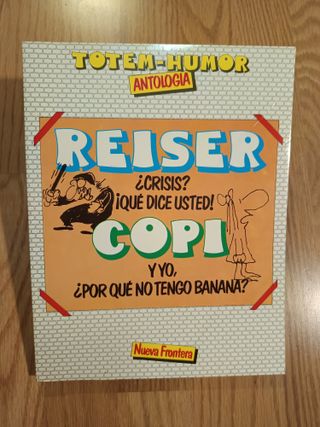 TOTEM-HUMOR
ANTOLOGIA
REISER
¿CRISIS?
¡QUÉ DICE USTED!
COPI
Y YO,
¿POR QUÉ NO TENGO BANANA?
Nueva Frontera